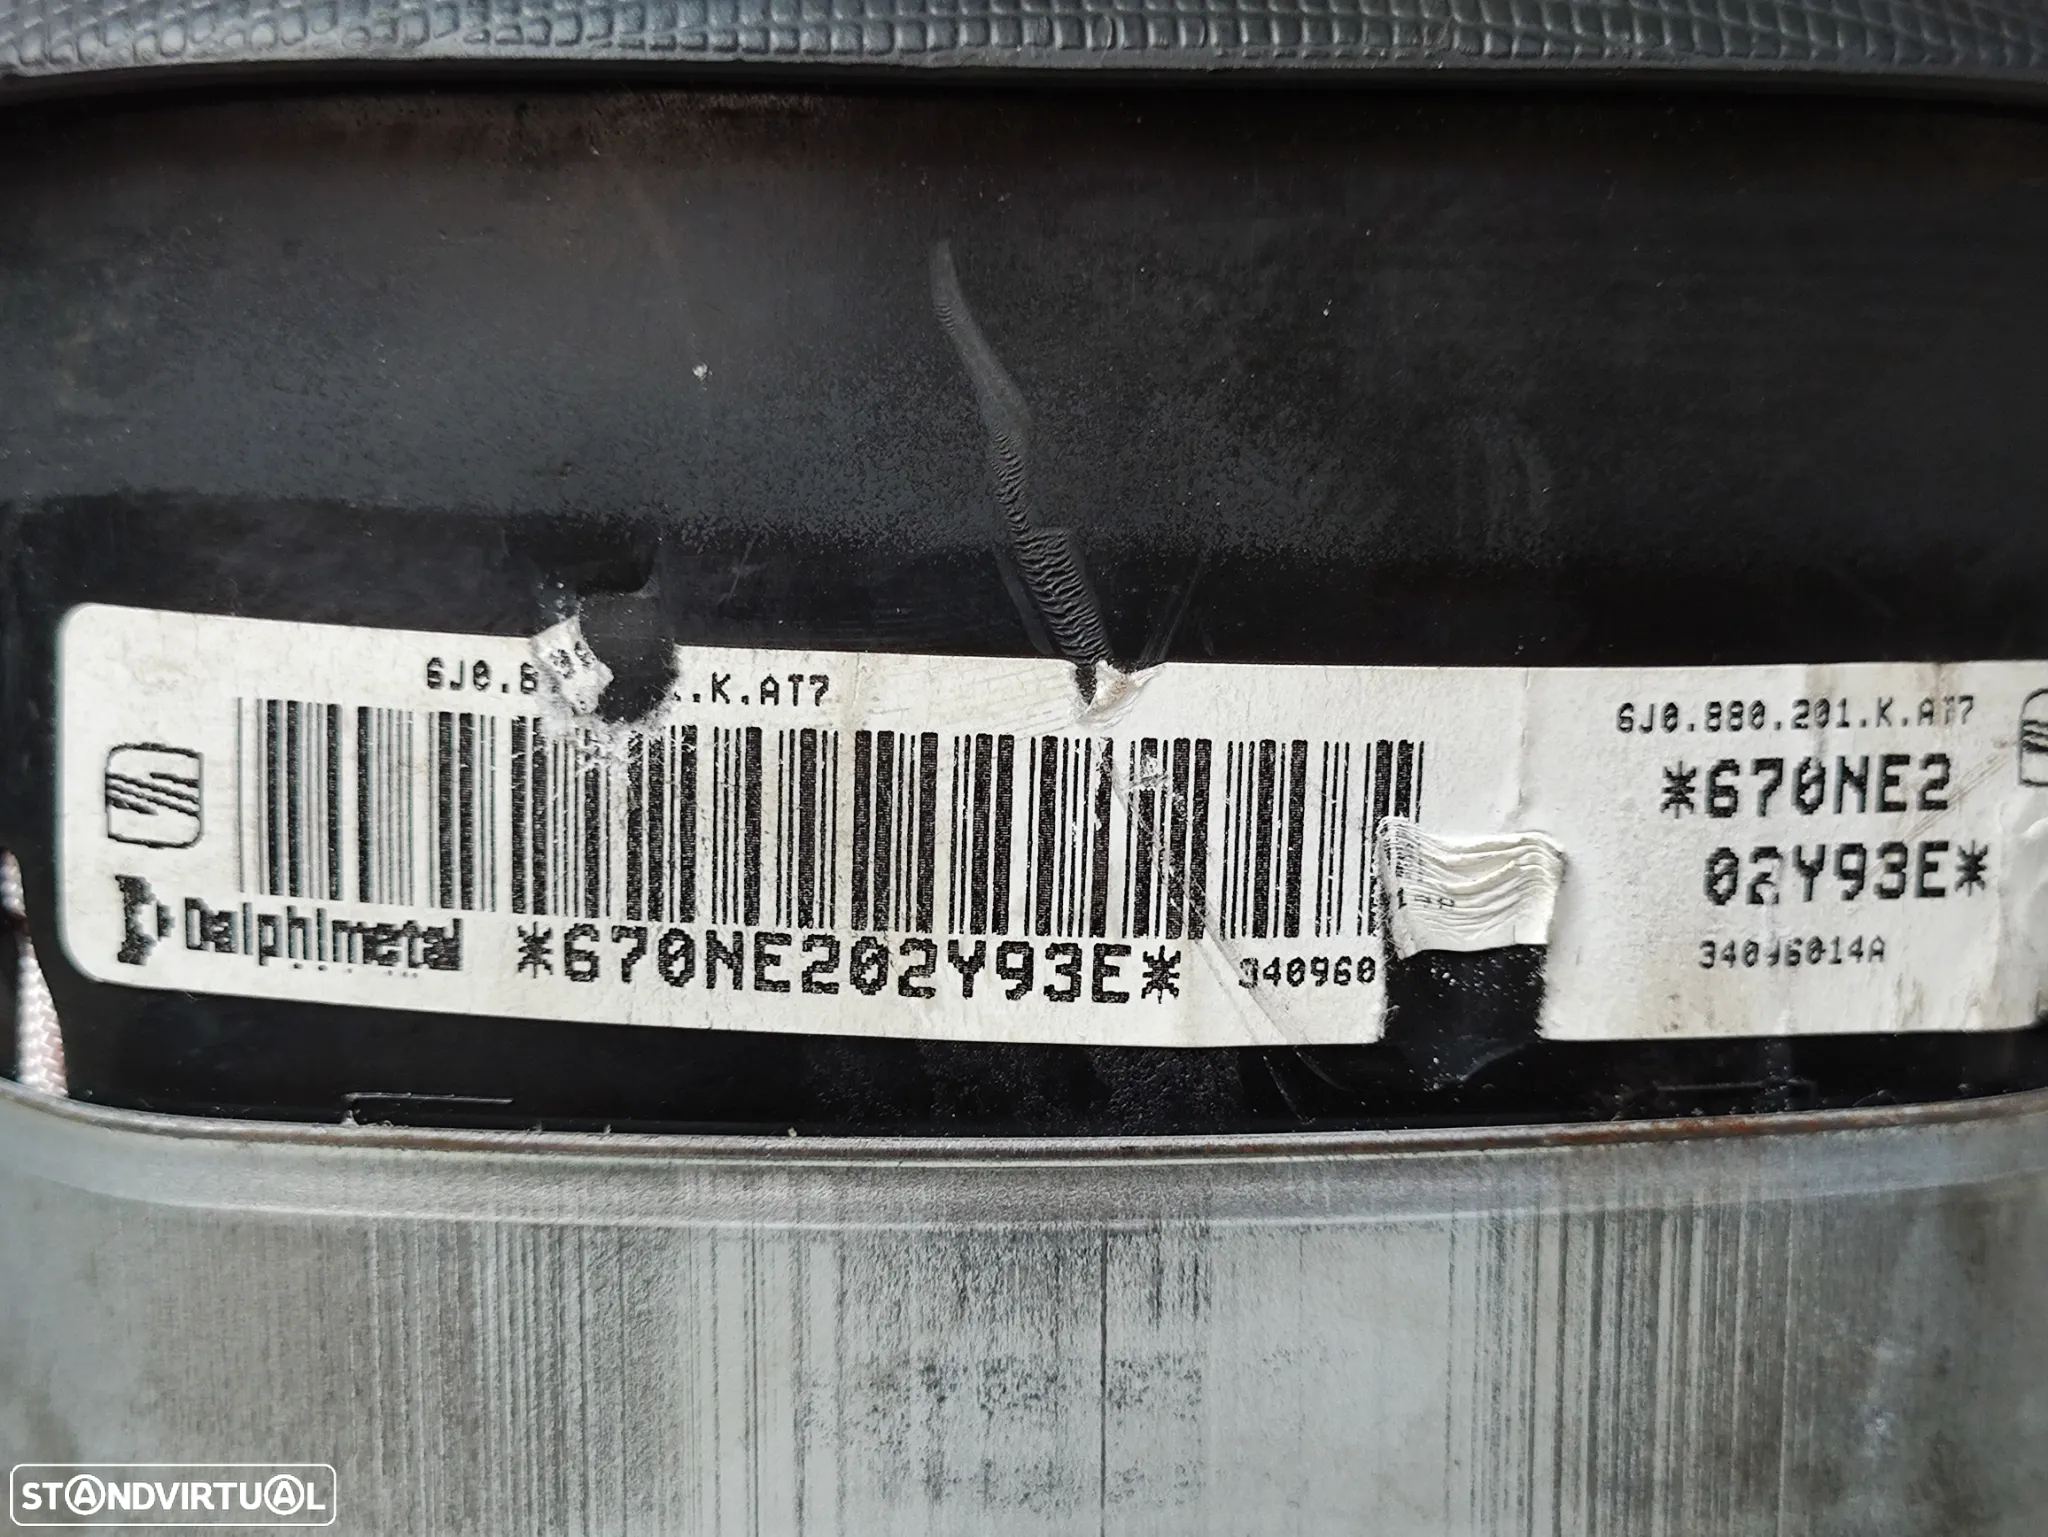 6J0.8 .K.AT7
Dalphimetal
*670NE202Y93E*
340960
6J0.880.201.K.AT7
*670NE2
02Y93E*
34096014A
STANDVIRTUAL